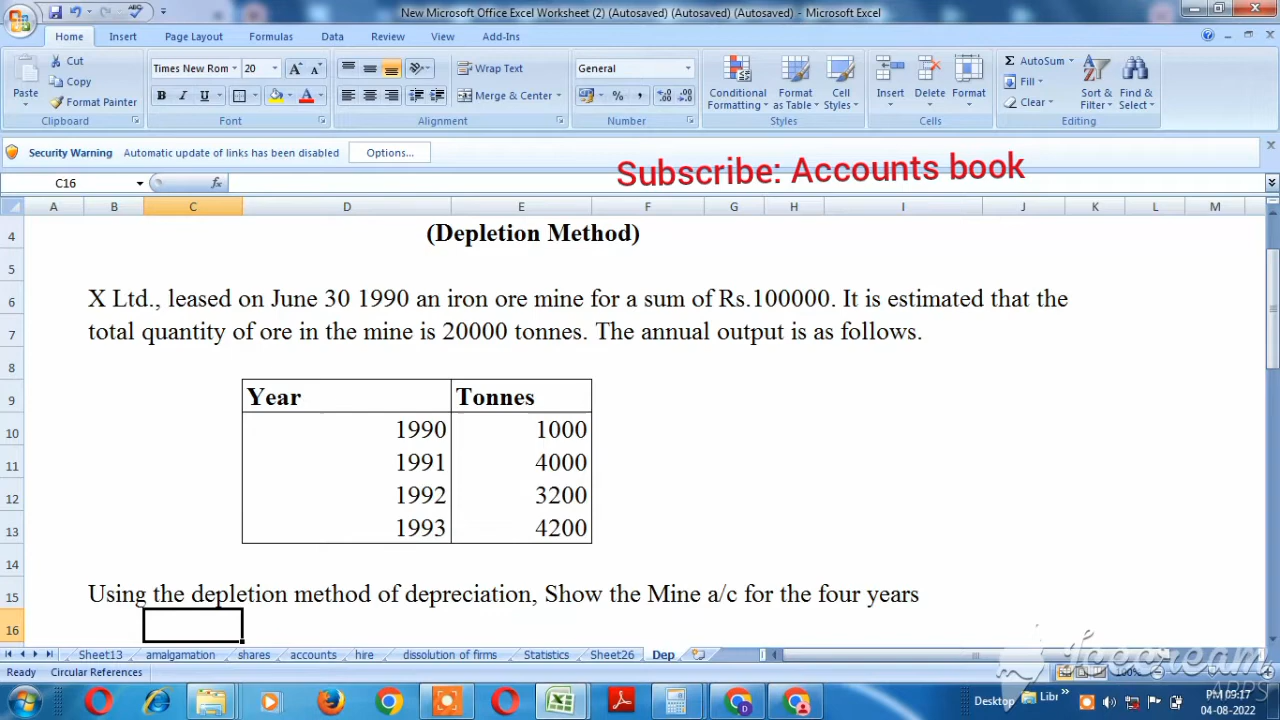 New Microsoft Office Excel Worksheet (2) (Autosaved) (Autosaved) (Autosaved) - Microsoft Excel
Home Insert Page Layout Formulas Data Review View Add-Ins
Paste
Cut
Copy
Format Painter
Clipboard
Times New Rom 20
B I U
Font
Wrap Text
Merge & Center
Alignment
General
Number
Conditional Formatting
Format as Table
Cell Styles
Styles
Insert Delete Format
Cells
Σ AutoSum
Fill
Clear
Sort & Filter
Find & Select
Editing
Security Warning Automatic update of links has been disabled Options...
Subscribe: Accounts book
C16 fx
A B C D E F G H I J K L M
4 (Depletion Method)
5
6 X Ltd., leased on June 30 1990 an iron ore mine for a sum of Rs.100000. It is estimated that the
7 total quantity of ore in the mine is 20000 tonnes. The annual output is as follows.
8
9 Year Tonnes
10 1990 1000
11 1991 4000
12 1992 3200
13 1993 4200
14
15 Using the depletion method of depreciation, Show the Mine a/c for the four years
16
Sheet13 amalgamation shares accounts hire dissolution of firms Statistics Sheet26 Dep
Ready Circular References 100%
Icecream
APPS
Desktop Libr »
PM 09:17
04-08-2022